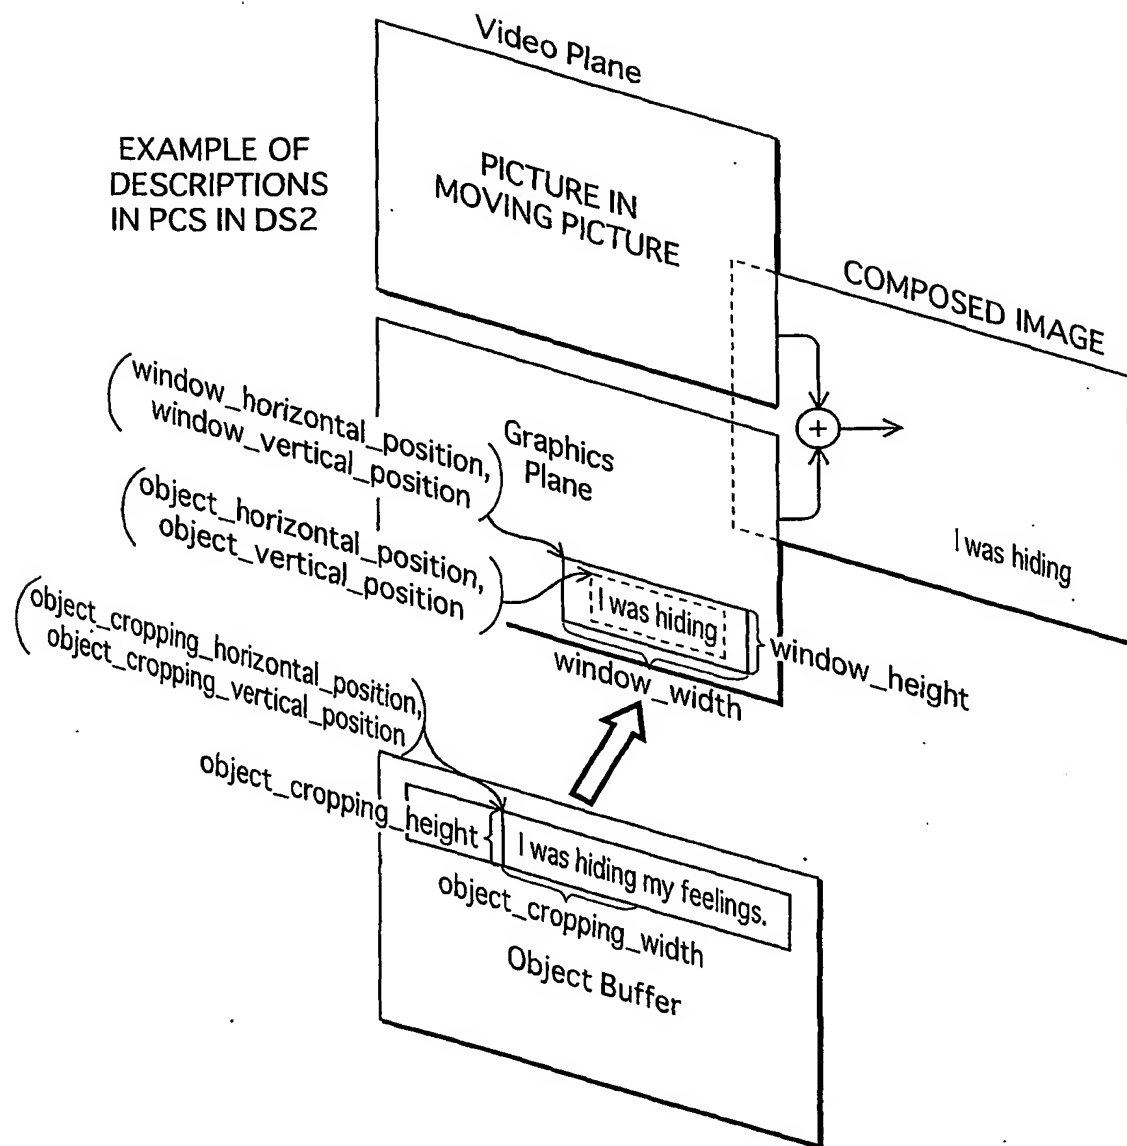 Video Plane
EXAMPLE OF
DESCRIPTIONS
IN PCS IN DS2
PICTURE IN
MOVING PICTURE
COMPOSED IMAGE
(window_horizontal_position,
window_vertical_position)
Graphics
Plane
(object_horizontal_position,
object_vertical_position)
+
I was hiding
I was hiding
window_height
window_width
(object_cropping_horizontal_position,
object_cropping_vertical_position)
object_cropping_height
I was hiding my feelings.
object_cropping_width
Object Buffer